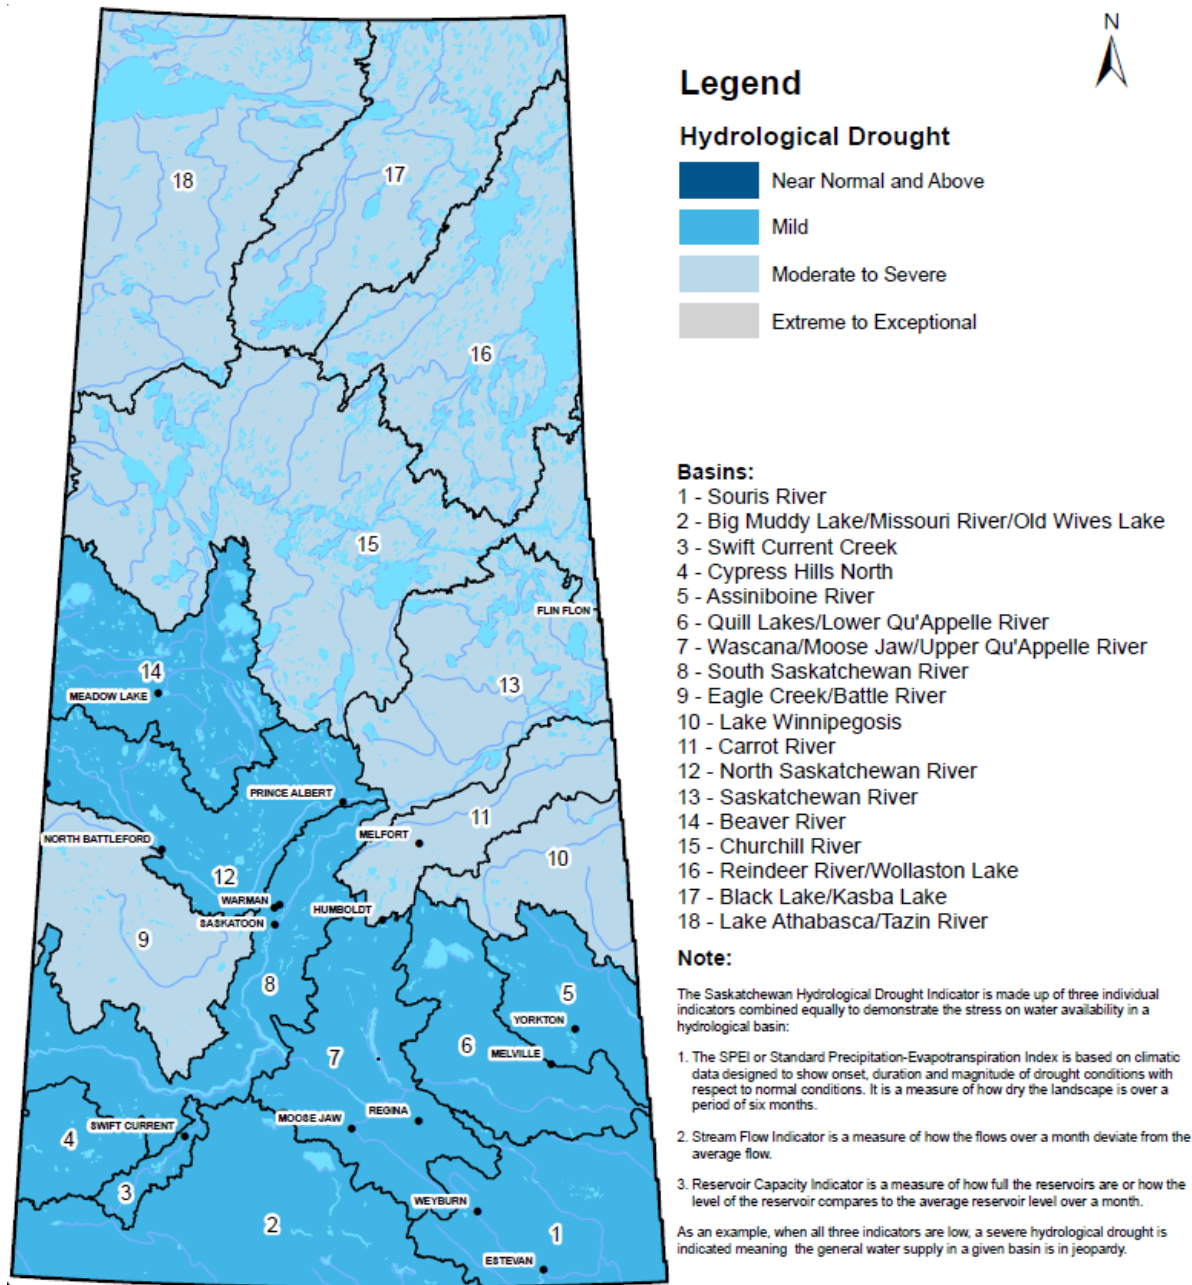 N
Legend
Hydrological Drought
Near Normal and Above
Mild
Moderate to Severe
Extreme to Exceptional
Basins:
1 - Souris River
2 - Big Muddy Lake/Missouri River/Old Wives Lake
3 - Swift Current Creek
4 - Cypress Hills North
5 - Assiniboine River
6 - Quill Lakes/Lower Qu'Appelle River
7 - Wascana/Moose Jaw/Upper Qu'Appelle River
8 - South Saskatchewan River
9 - Eagle Creek/Battle River
10 - Lake Winnipegosis
11 - Carrot River
12 - North Saskatchewan River
13 - Saskatchewan River
14 - Beaver River
15 - Churchill River
16 - Reindeer River/Wollaston Lake
17 - Black Lake/Kasba Lake
18 - Lake Athabasca/Tazin River
Note:
The Saskatchewan Hydrological Drought Indicator is made up of three individual
indicators combined equally to demonstrate the stress on water availability in a
hydrological basin:
1. The SPEI or Standard Precipitation-Evapotranspiration Index is based on climatic
data designed to show onset, duration and magnitude of drought conditions with
respect to normal conditions. It is a measure of how dry the landscape is over a
period of six months.
2. Stream Flow Indicator is a measure of how the flows over a month deviate from the
average flow.
3. Reservoir Capacity Indicator is a measure of how full the reservoirs are or how the
level of the reservoir compares to the average reservoir level over a month.
As an example, when all three indicators are low, a severe hydrological drought is
indicated meaning the general water supply in a given basin is in jeopardy.
17
18
16
15
FLIN FLON
14
13
MEADOW LAKE
PRINCE ALBERT
11
MELFORT
NORTH BATTLEFORD
10
12
WARMAN
HUMBOLDT
SASKATOON
9
8
5
YORKTON
6
7
MELVILLE
REGINA
MOOSE JAW
SWIFT CURRENT
4
3
WEYBURN
2
1
ESTEVAN